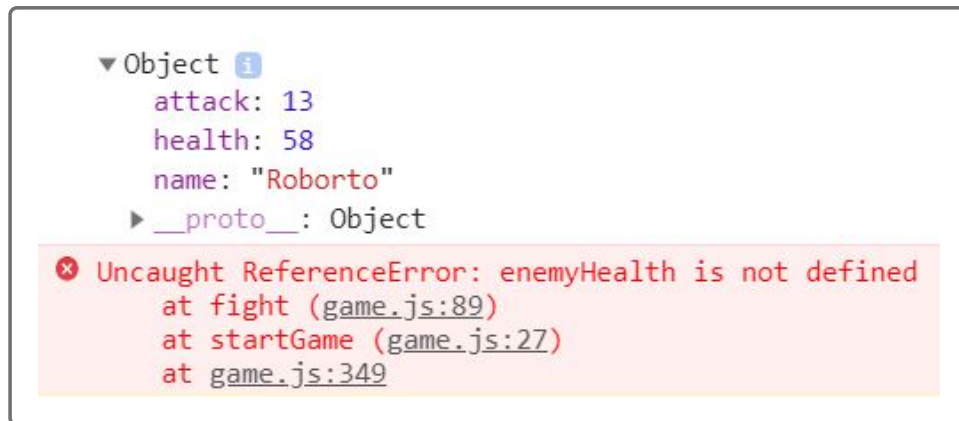 ▼ Object i
attack: 13
health: 58
name: "Roborto"
▶ __proto__: Object
Uncaught ReferenceError: enemyHealth is not defined
at fight (game.js:89)
at startGame (game.js:27)
at game.js:349